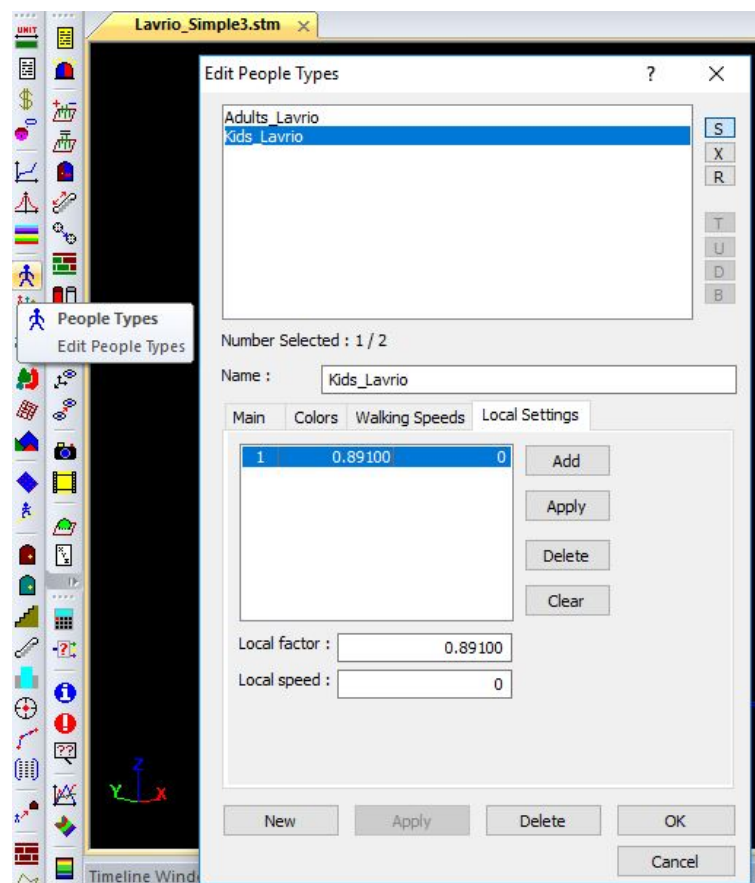 UNIT
Lavrio_Simple3.stm ×
Edit People Types ? ×
Adults_Lavrio
Kids_Lavrio
S
X
R
T
U
D
B
People Types
Edit People Types
Number Selected : 1 / 2
Name : Kids_Lavrio
Main Colors Walking Speeds Local Settings
1 0.89100 0
Add
Apply
Delete
Clear
Local factor : 0.89100
Local speed : 0
Z
Y X
New Apply Delete OK
Cancel
Timeline Wind